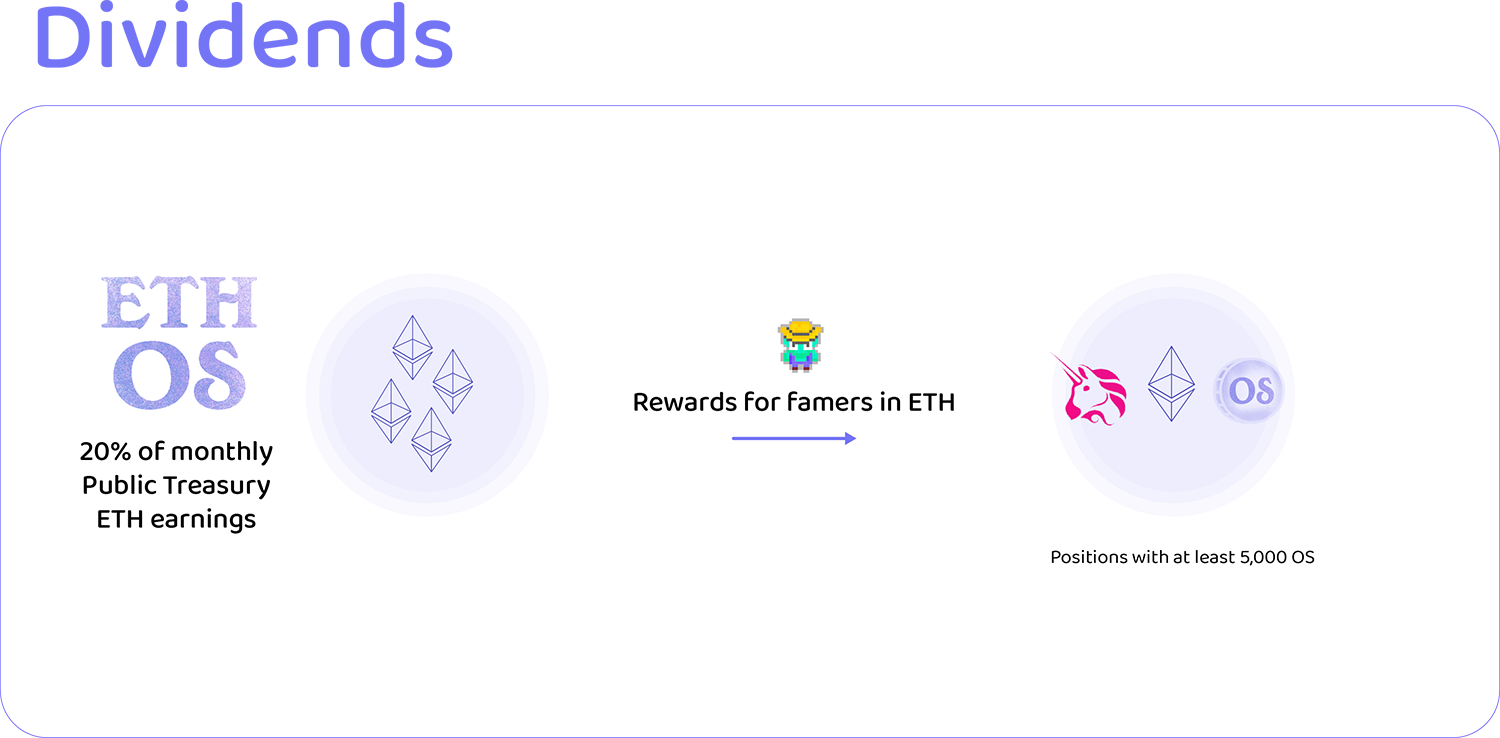 Dividends
ETH
OS
20% of monthly
Public Treasury
ETH earnings
Rewards for famers in ETH
OS
Positions with at least 5,000 OS